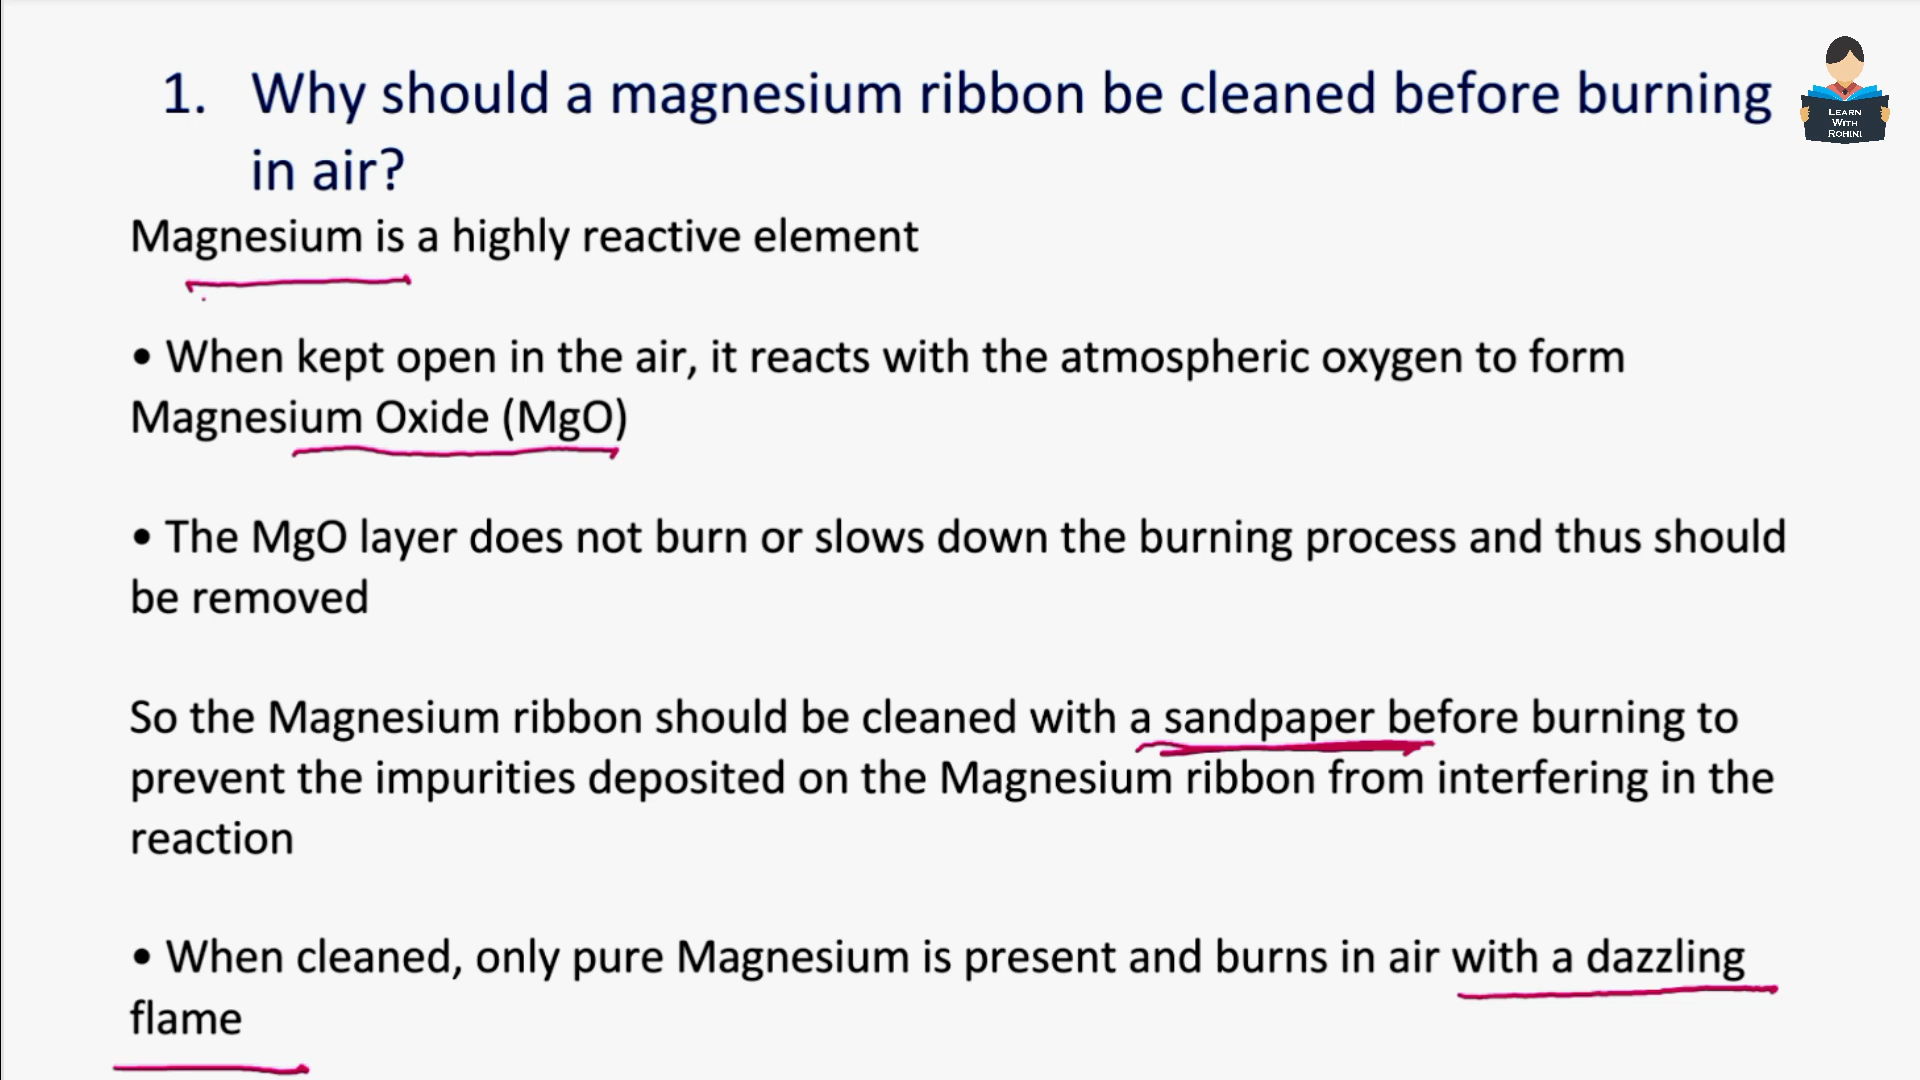 1. Why should a magnesium ribbon be cleaned before burning
in air?
LEARN
WITH
ROHINI
Magnesium is a highly reactive element
• When kept open in the air, it reacts with the atmospheric oxygen to form
Magnesium Oxide (MgO)
• The MgO layer does not burn or slows down the burning process and thus should
be removed
So the Magnesium ribbon should be cleaned with a sandpaper before burning to
prevent the impurities deposited on the Magnesium ribbon from interfering in the
reaction
• When cleaned, only pure Magnesium is present and burns in air with a dazzling
flame